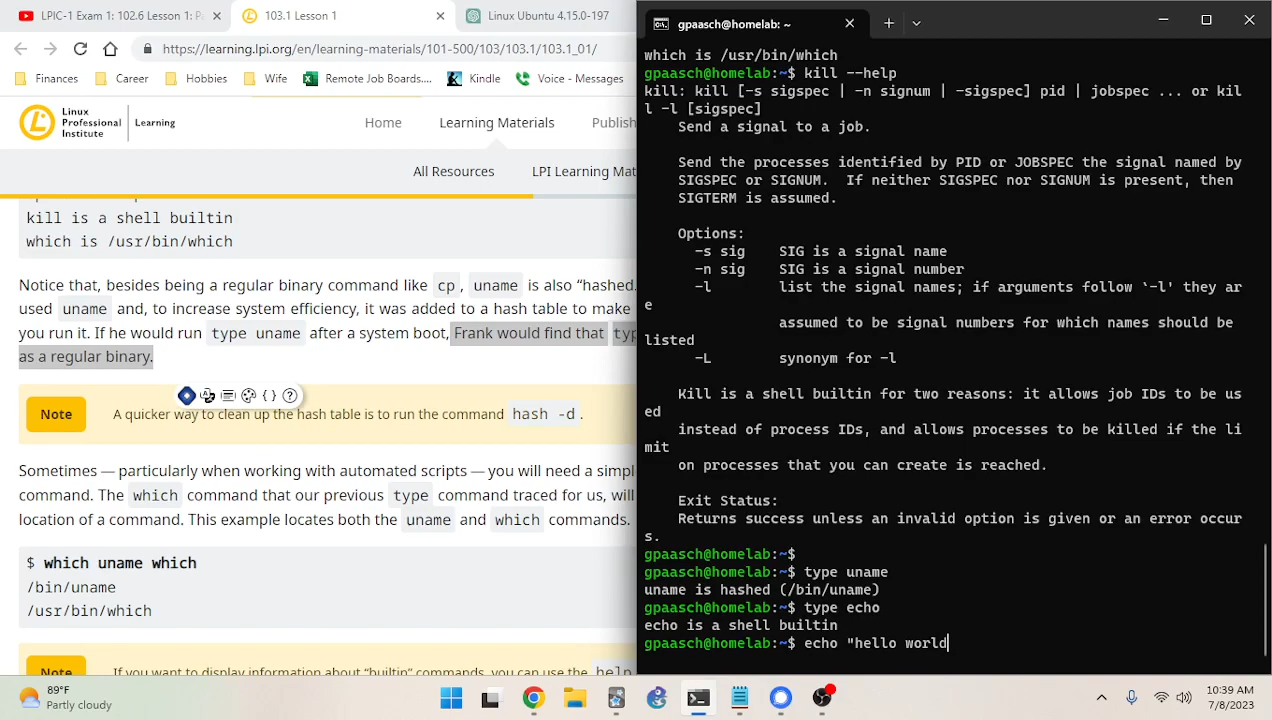 LPIC-1 Exam 1: 102.6 Lesson 1: Pa
103.1 Lesson 1
Linux Ubuntu 4.15.0-197
https://learning.lpi.org/en/learning-materials/101-500/103/103.1/103.1_01/
Finances
Career
Hobbies
Wife
Remote Job Boards....
Kindle
Voice - Messages
Linux
Professional
Institute
Learning
Home
Learning Materials
Publish
All Resources
LPI Learning Mat
kill is a shell builtin
which is /usr/bin/which
Notice that, besides being a regular binary command like cp, uname is also “hashed.
used uname and, to increase system efficiency, it was added to a hash table to make
you run it. If he would run type uname after a system boot, Frank would find that typ
as a regular binary.
Note
A quicker way to clean up the hash table is to run the command hash -d.
Sometimes — particularly when working with automated scripts — you will need a simpl
command. The which command that our previous type command traced for us, will
location of a command. This example locates both the uname and which commands.
$ which uname which
/bin/uname
/usr/bin/which
Note
If you want to display information about “builtin” commands, you can use the help
gpaasch@homelab: ~
which is /usr/bin/which
gpaasch@homelab:~$ kill --help
kill: kill [-s sigspec | -n signum | -sigspec] pid | jobspec ... or kil
l -l [sigspec]
Send a signal to a job.
Send the processes identified by PID or JOBSPEC the signal named by
SIGSPEC or SIGNUM.  If neither SIGSPEC nor SIGNUM is present, then
SIGTERM is assumed.
Options:
-s sig    SIG is a signal name
-n sig    SIG is a signal number
-l        list the signal names; if arguments follow `-l' they ar
e
assumed to be signal numbers for which names should be
listed
-L        synonym for -l
Kill is a shell builtin for two reasons: it allows job IDs to be us
ed
instead of process IDs, and allows processes to be killed if the li
mit
on processes that you can create is reached.
Exit Status:
Returns success unless an invalid option is given or an error occur
s.
gpaasch@homelab:~$
gpaasch@homelab:~$ type uname
uname is hashed (/bin/uname)
gpaasch@homelab:~$ type echo
echo is a shell builtin
gpaasch@homelab:~$ echo "hello world
89°F
Partly cloudy
10:39 AM
7/8/2023